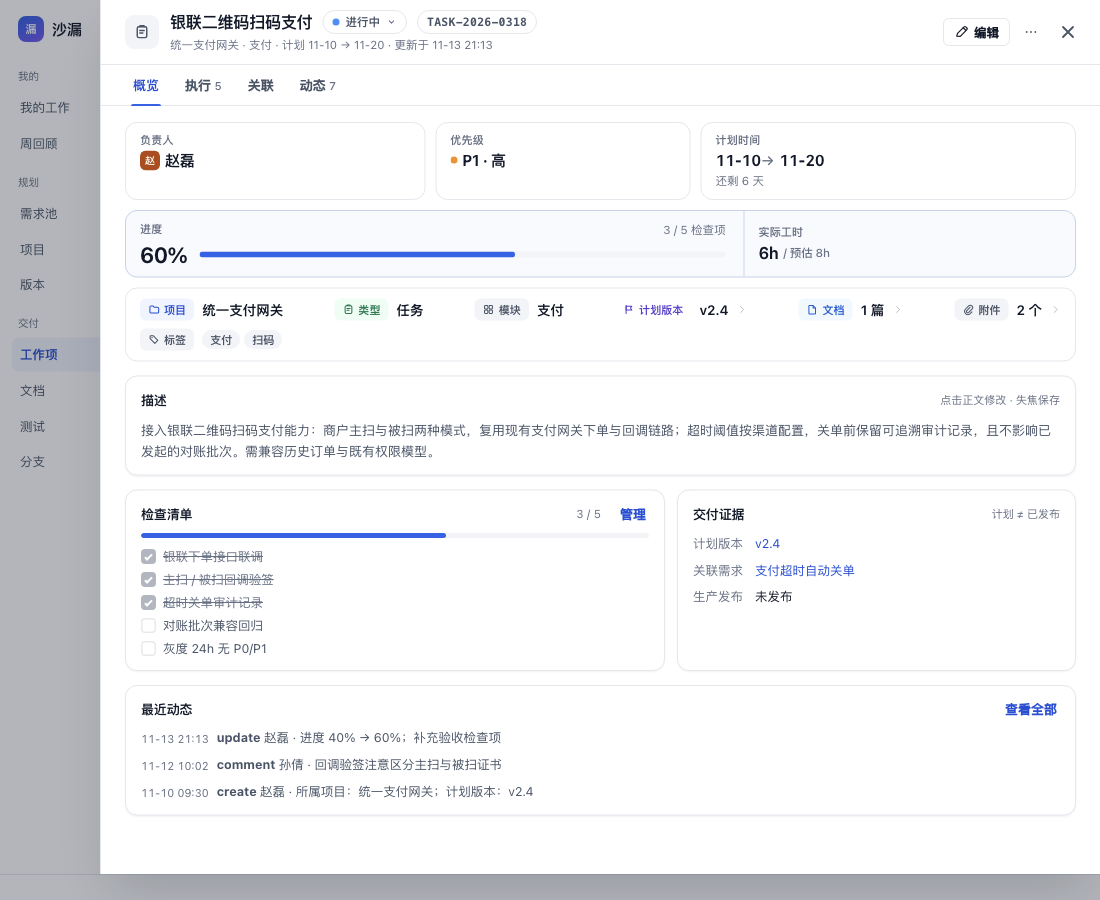 漏 沙漏
我的
我的工作
周回顾
规划
需求池
项目
版本
交付
工作项
文档
测试
分支
银联二维码扫码支付 进行中 TASK-2026-0318
统一支付网关 · 支付 · 计划 11-10 → 11-20 · 更新于 11-13 21:13
编辑 ···
概览 执行 5 关联 动态 7
负责人
赵 赵磊
优先级
P1 · 高
计划时间
11-10→ 11-20
还剩 6 天
进度 3 / 5 检查项
60%
实际工时
6h / 预估 8h
项目 统一支付网关 类型 任务 模块 支付 计划版本 v2.4 文档 1 篇 附件 2 个
标签 支付 扫码
描述 点击正文修改 · 失焦保存
接入银联二维码扫码支付能力：商户主扫与被扫两种模式，复用现有支付网关下单与回调链路；超时阈值按渠道配置，关单前保留可追溯审计记录，且不影响已
发起的对账批次。需兼容历史订单与既有权限模型。
检查清单 3 / 5 管理
银联下单接口联调
主扫 / 被扫回调验签
超时关单审计记录
对账批次兼容回归
灰度 24h 无 P0/P1
交付证据 计划 ≠ 已发布
计划版本 v2.4
关联需求 支付超时自动关单
生产发布 未发布
最近动态 查看全部
11-13 21:13 update 赵磊 · 进度 40% → 60%；补充验收检查项
11-12 10:02 comment 孙倩 · 回调验签注意区分主扫与被扫证书
11-10 09:30 create 赵磊 · 所属项目：统一支付网关；计划版本：v2.4